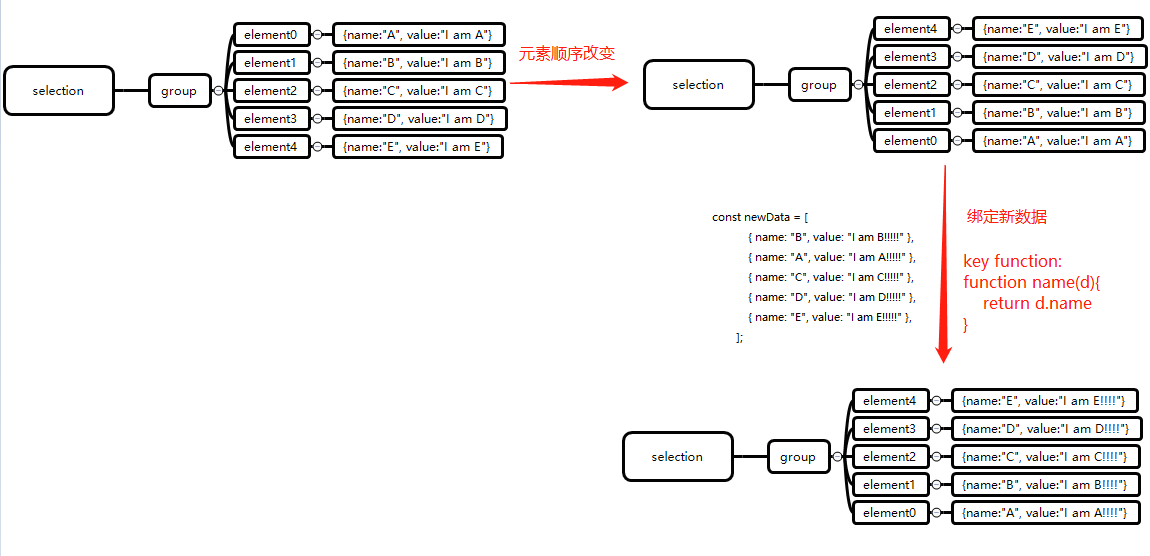 selection
group
element0
{name:"A", value:"I am A"}
element1
{name:"B", value:"I am B"}
element2
{name:"C", value:"I am C"}
element3
{name:"D", value:"I am D"}
element4
{name:"E", value:"I am E"}
元素顺序改变
selection
group
element4
{name:"E", value:"I am E"}
element3
{name:"D", value:"I am D"}
element2
{name:"C", value:"I am C"}
element1
{name:"B", value:"I am B"}
element0
{name:"A", value:"I am A"}
const newData = [
{ name: "B", value: "I am B!!!!!" },
{ name: "A", value: "I am A!!!!!" },
{ name: "C", value: "I am C!!!!!" },
{ name: "D", value: "I am D!!!!!" },
{ name: "E", value: "I am E!!!!!" },
];
绑定新数据
key function:
function name(d){
return d.name
}
selection
group
element4
{name:"E", value:"I am E!!!!"}
element3
{name:"D", value:"I am D!!!!"}
element2
{name:"C", value:"I am C!!!!"}
element1
{name:"B", value:"I am B!!!!"}
element0
{name:"A", value:"I am A!!!!"}